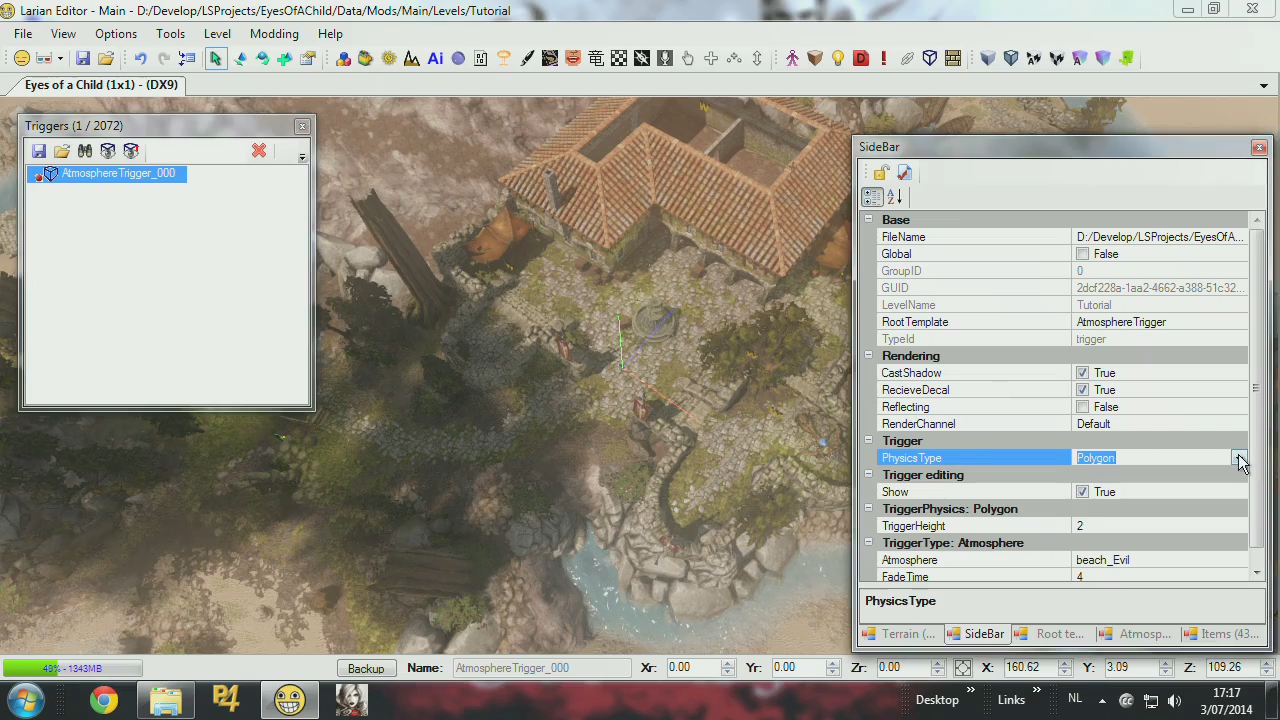 Larian Editor - Main - D:/Develop/LSProjects/EyesOfAChild/Data/Mods/Main/Levels/Tutorial
File View Options Tools Level Modding Help
Eyes of a Child (1x1) - (DX9)
Triggers (1 / 2072)
AtmosphereTrigger_000
SideBar
Base
FileName D:/Develop/LSProjects/EyesOfA...
Global False
GroupID 0
GUID 2dcf228a-1aa2-4662-a388-51c32...
LevelName Tutorial
RootTemplate AtmosphereTrigger
TypeId trigger
Rendering
CastShadow True
RecieveDecal True
Reflecting False
RenderChannel Default
Trigger
PhysicsType Polygon
Trigger editing
Show True
TriggerPhysics: Polygon
TriggerHeight 2
TriggerType: Atmosphere
Atmosphere beach_Evil
FadeTime 4
PhysicsType
Terrain (... SideBar Root te... Atmosp... Items (43...
49% - 1343MB Backup Name: AtmosphereTrigger_000 Xr: 0.00 Yr: 0.00 Zr: 0.00 X: 160.62 Y: 3.09 Z: 109.26
Desktop Links NL 17:17
3/07/2014